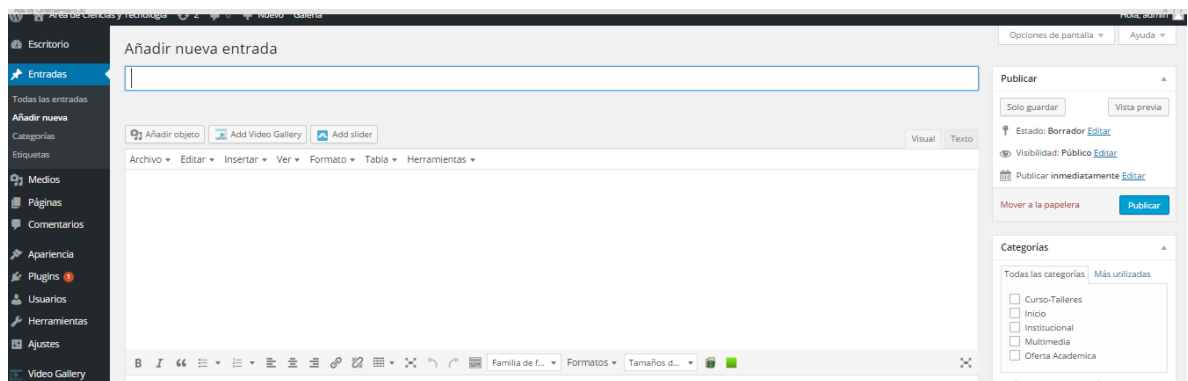 Área de Ciencias y Tecnología 2 0 Nuevo Galería
Hola, admin
Escritorio
Entradas
Todas las entradas
Añadir nueva
Categorías
Etiquetas
Medios
Páginas
Comentarios
Apariencia
Plugins 1
Usuarios
Herramientas
Ajustes
Video Gallery
Opciones de pantalla
Ayuda
Añadir nueva entrada
Añadir objeto
Add Video Gallery
Add slider
Visual
Texto
Archivo Editar Insertar Ver Formato Tabla Herramientas
B I Familia de f... Formatos Tamaños d...
Publicar
Solo guardar
Vista previa
Estado: Borrador Editar
Visibilidad: Público Editar
Publicar inmediatamente Editar
Mover a la papelera
Publicar
Categorías
Todas las categorías
Más utilizadas
Curso-Talleres
Inicio
Institucional
Multimedia
Oferta Academica